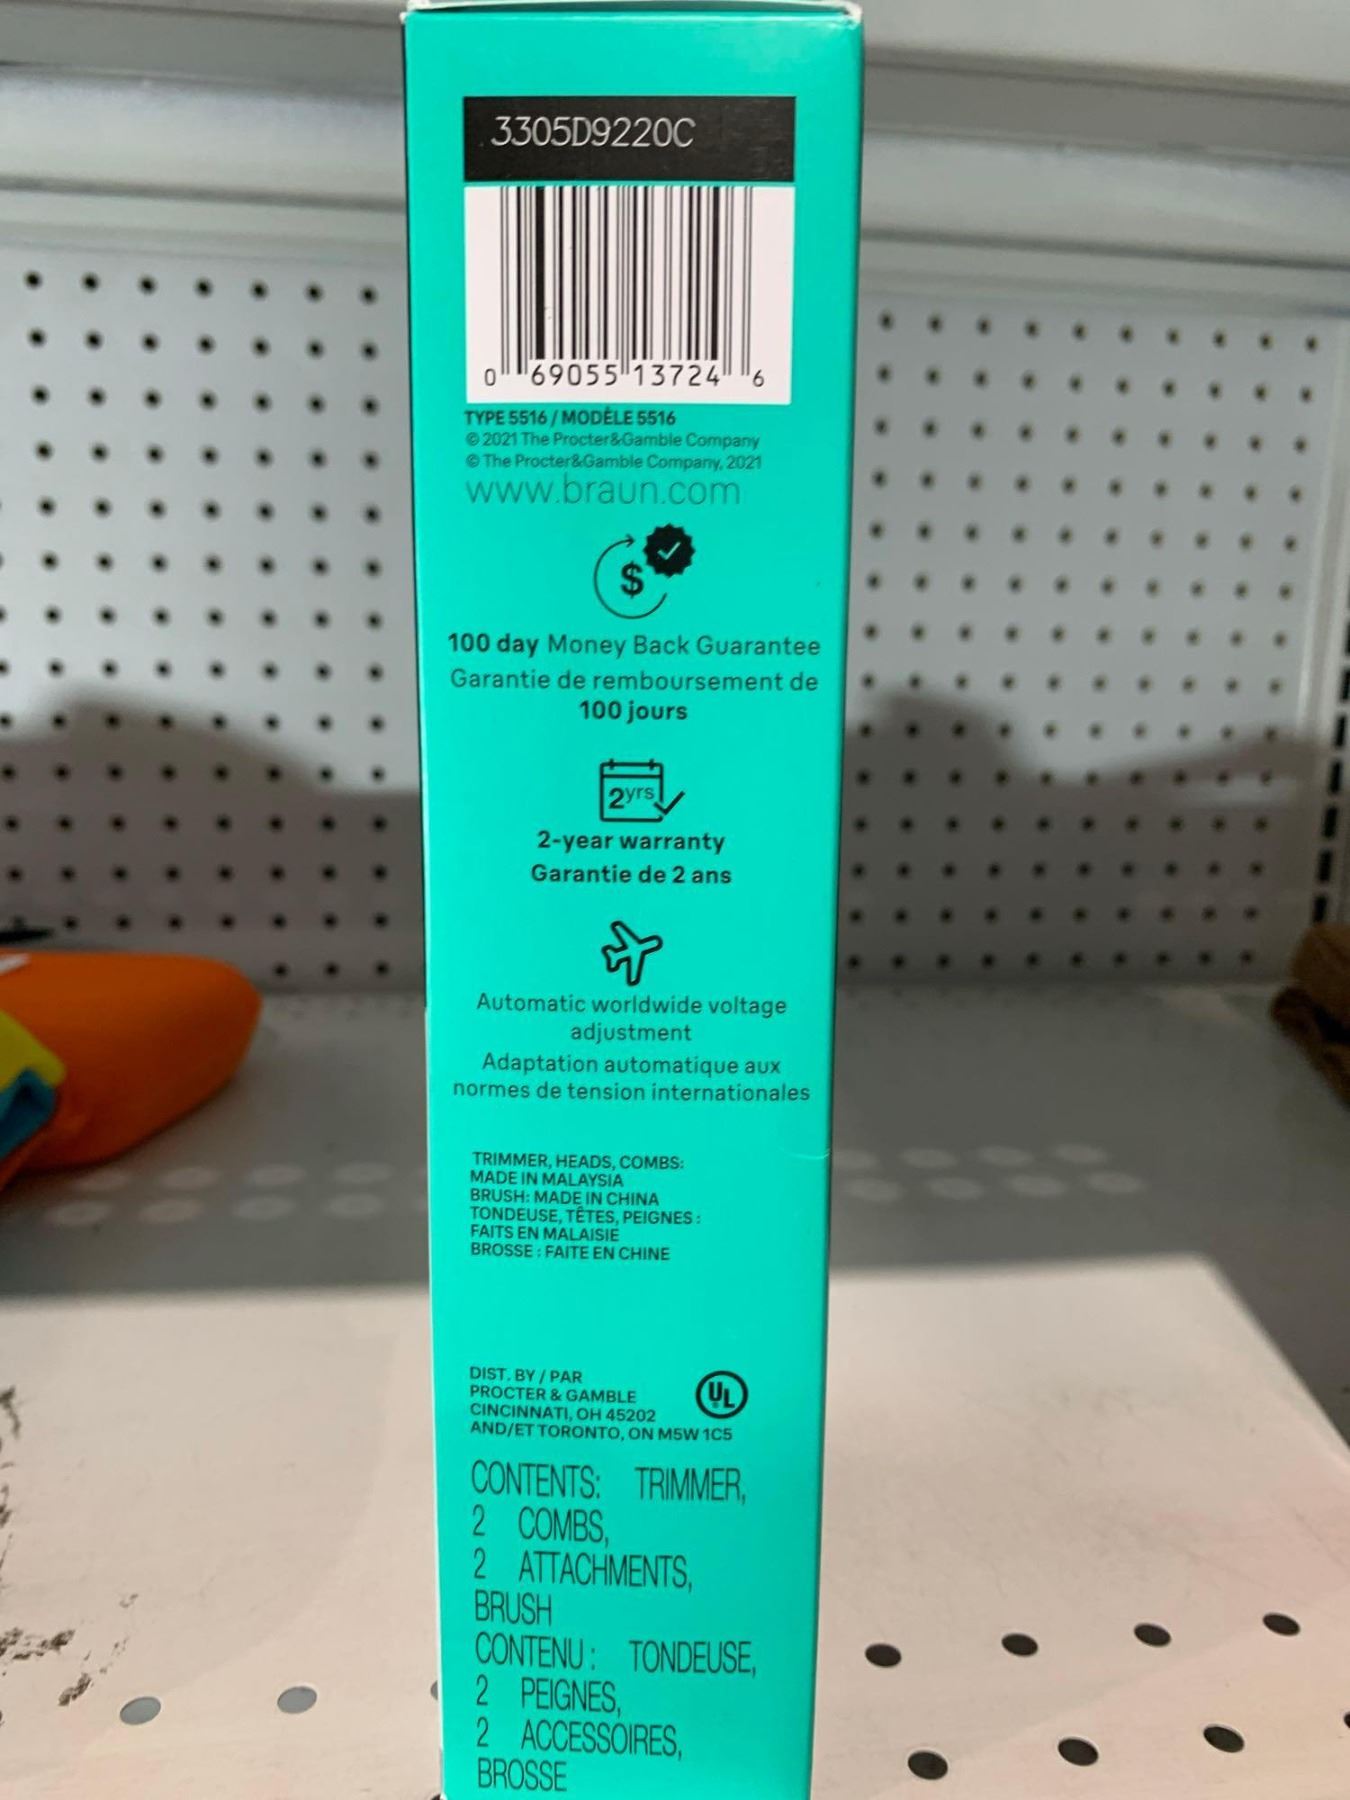 3305D9220C
0 69055 13724 6
TYPE 5516 / MODÈLE 5516
© 2021 The Procter&Gamble Company
© The Procter&Gamble Company, 2021
www.braun.com
$
100 day Money Back Guarantee
Garantie de remboursement de
100 jours
2yrs
2-year warranty
Garantie de 2 ans
Automatic worldwide voltage
adjustment
Adaptation automatique aux
normes de tension internationales
TRIMMER, HEADS, COMBS:
MADE IN MALAYSIA
BRUSH: MADE IN CHINA
TONDEUSE, TÊTES, PEIGNES :
FAITS EN MALAISIE
BROSSE : FAITE EN CHINE
DIST. BY / PAR
PROCTER & GAMBLE
CINCINNATI, OH 45202
AND/ET TORONTO, ON M5W 1C5
UL
CONTENTS: TRIMMER,
2 COMBS,
2 ATTACHMENTS,
BRUSH
CONTENU : TONDEUSE,
2 PEIGNES,
2 ACCESSOIRES,
BROSSE